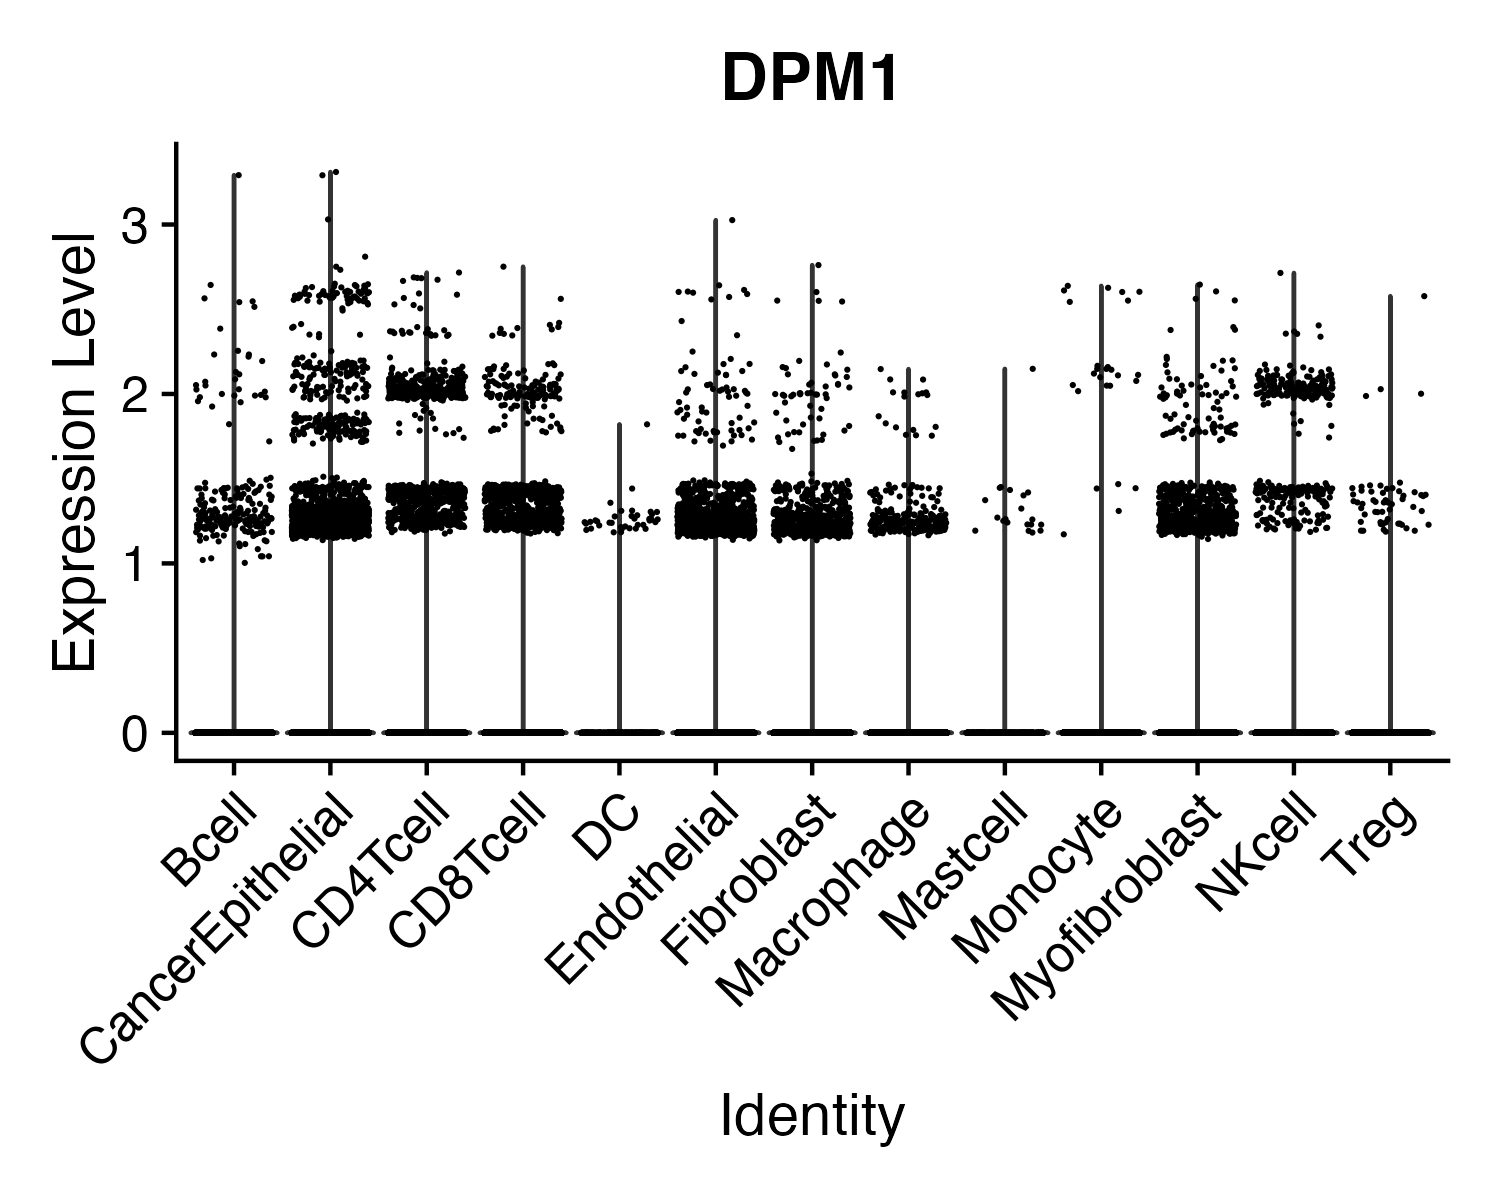 DPM1
Expression Level
3
2
1
0
Bcell
CancerEpithelial
CD4Tcell
CD8Tcell
DC
Endothelial
Fibroblast
Macrophage
Mastcell
Monocyte
Myofibroblast
NKcell
Treg
Identity